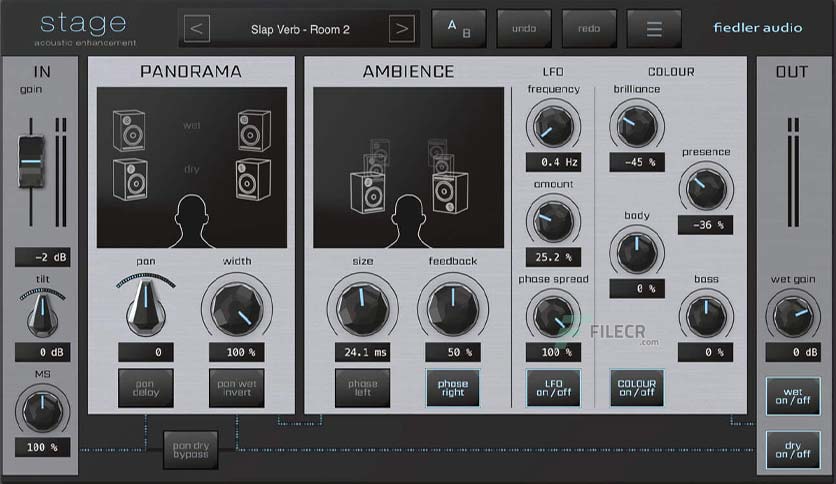 stage
acoustic enhancement
<
Slap Verb - Room 2
>
A
B
undo
redo
fiedler audio
IN
gain
-2 dB
tilt
0 dB
MS
100 %
PANORAMA
wet
dry
pan
width
0
100 %
pan
delay
pan wet
invert
pan dry
bypass
AMBIENCE
size
feedback
24.1 ms
50 %
phase
left
phase
right
LFO
frequency
0.4 Hz
amount
25.2 %
phase spread
100 %
LFO
on/off
COLOUR
brilliance
-45 %
presence
-36 %
body
0 %
bass
0 %
FILECR
.com
COLOUR
on/off
OUT
wet gain
0 dB
wet
on/off
dry
on/off